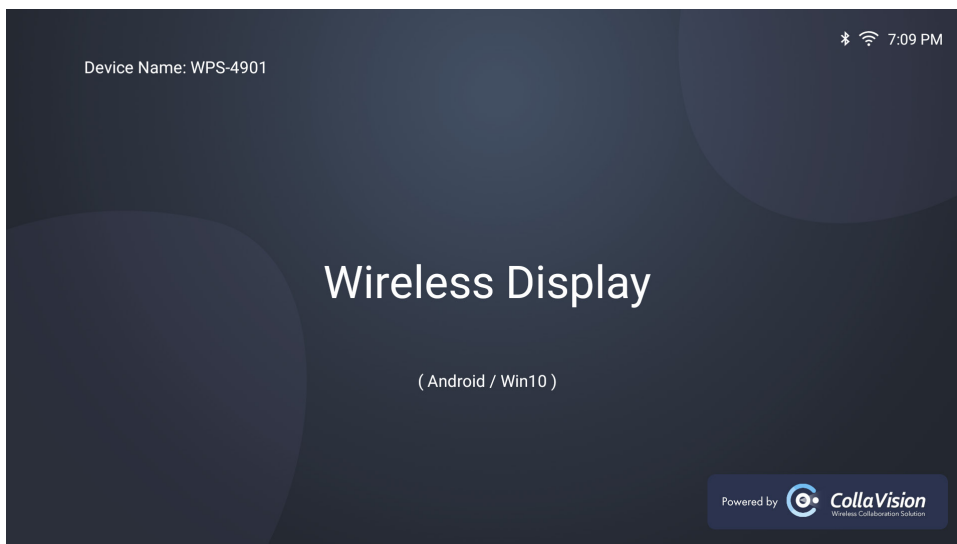 7:09 PM
Device Name: WPS-4901
Wireless Display
( Android / Win10 )
Powered by CollaVision
Wireless Collaboration Solution